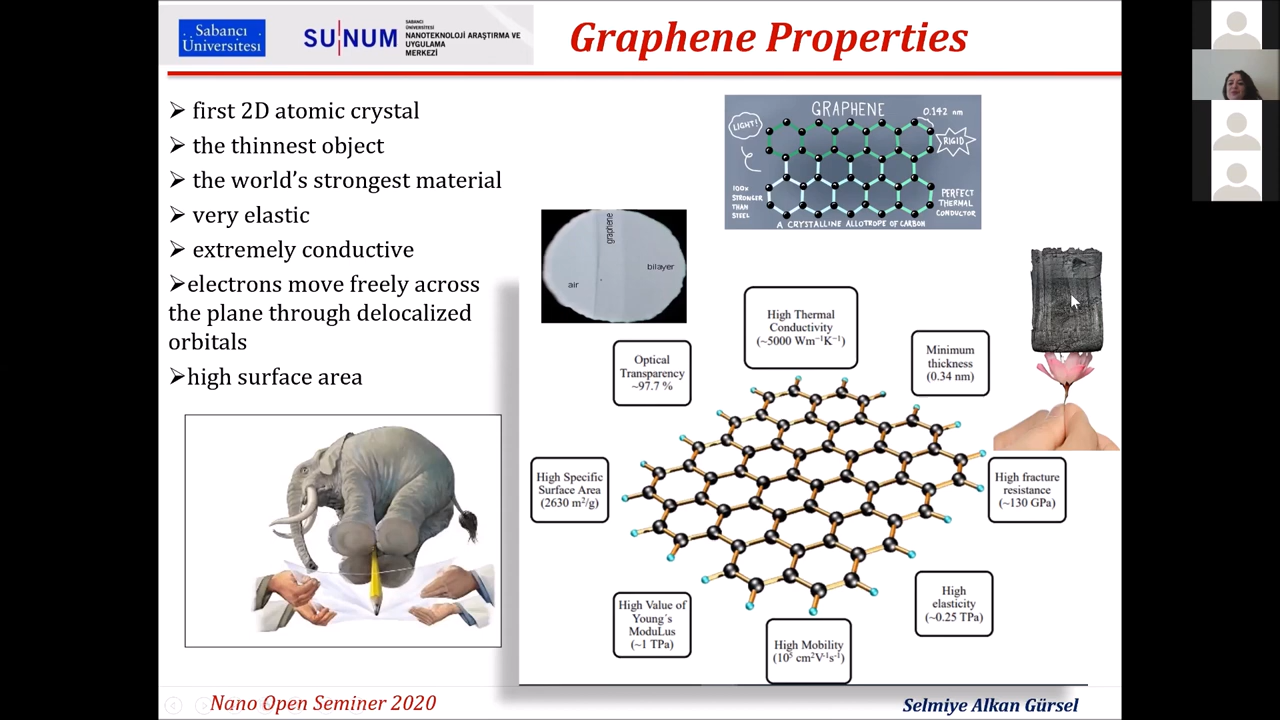 Sabancı
Üniversitesi
SU NUM
SABANCI
ÜNİVERSİTESİ
NANOTEKNOLOJİ ARAŞTIRMA VE
UYGULAMA
MERKEZİ
Graphene Properties
➢ first 2D atomic crystal
➢ the thinnest object
➢ the world's strongest material
➢ very elastic
➢ extremely conductive
➢electrons move freely across
the plane through delocalized
orbitals
➢high surface area
GRAPHENE
0.142 nm
LIGHT!
RIGID
100X
STRONGER
THAN
STEEL
PERFECT
THERMAL
CONDUCTOR
A CRYSTALLINE ALLOTROPE OF CARBON
graphene
air
bilayer
High Thermal
Conductivity
(~5000 Wm⁻¹K⁻¹)
Optical
Transparency
~97.7 %
Minimum
thickness
(0.34 nm)
High Specific
Surface Area
(2630 m²/g)
High fracture
resistance
(~130 GPa)
High Value of
Young´s
ModuLus
(~1 TPa)
High
elasticity
(~0.25 TPa)
High Mobility
(10⁵ cm²V⁻¹s⁻¹)
Nano Open Seminer 2020
Selmiye Alkan Gürsel